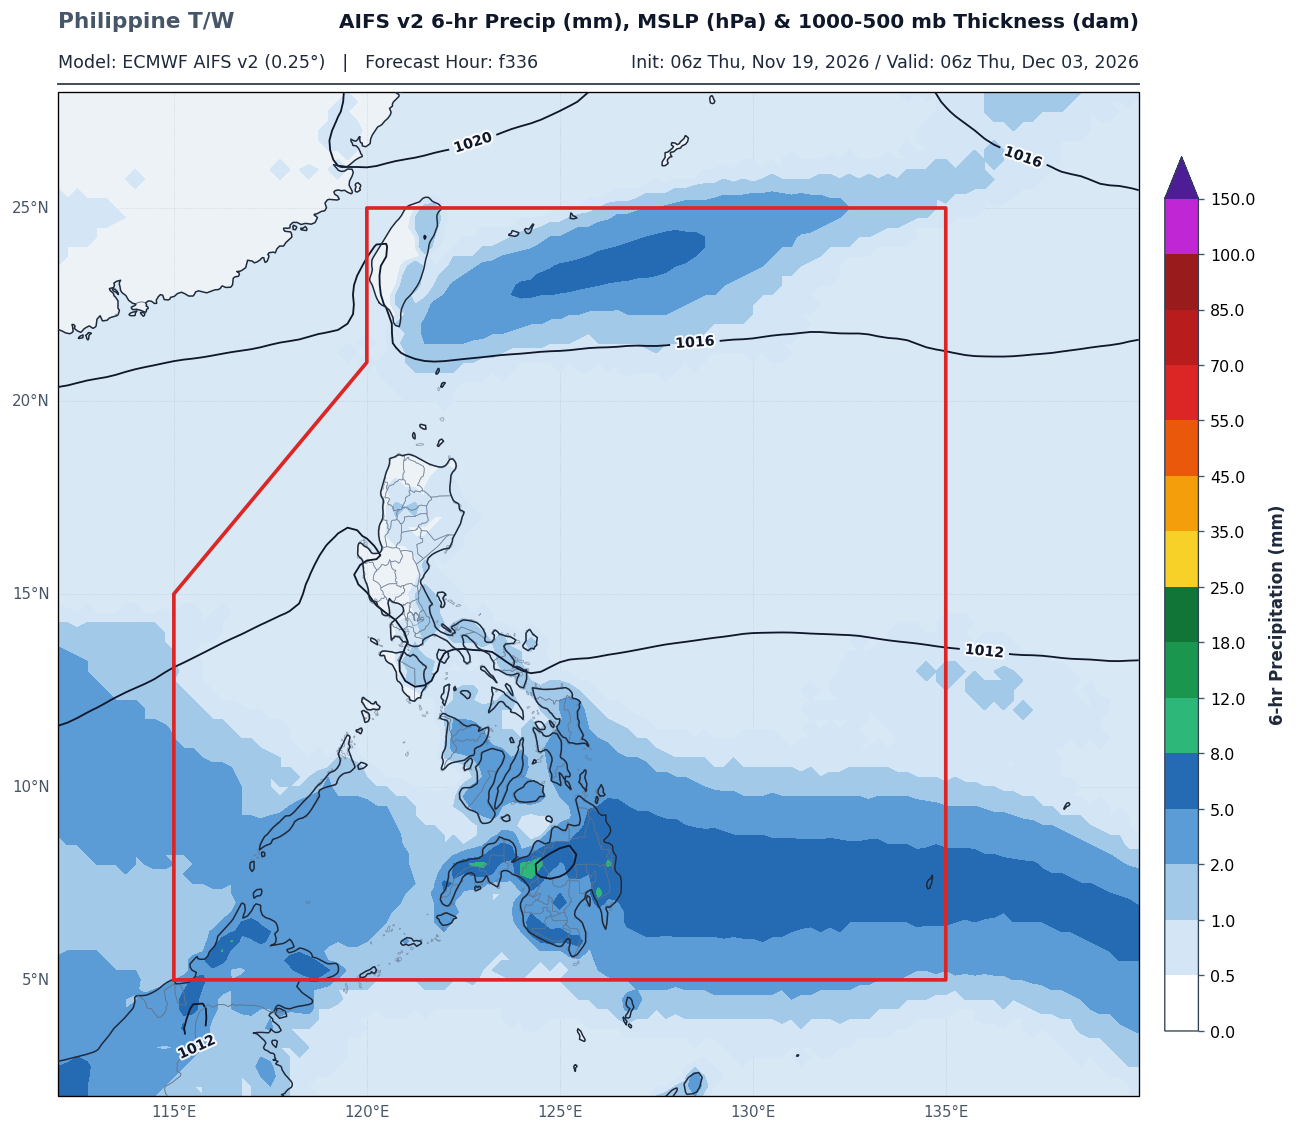 Philippine T/W
AIFS v2 6-hr Precip (mm), MSLP (hPa) & 1000-500 mb Thickness (dam)
Model: ECMWF AIFS v2 (0.25°) | Forecast Hour: f336
Init: 06z Thu, Nov 19, 2026 / Valid: 06z Thu, Dec 03, 2026
1020
1016
1016
1012
1012
25°N
20°N
15°N
10°N
5°N
115°E
120°E
125°E
130°E
135°E
150.0
100.0
85.0
70.0
55.0
45.0
35.0
25.0
18.0
12.0
8.0
5.0
2.0
1.0
0.5
0.0
6-hr Precipitation (mm)